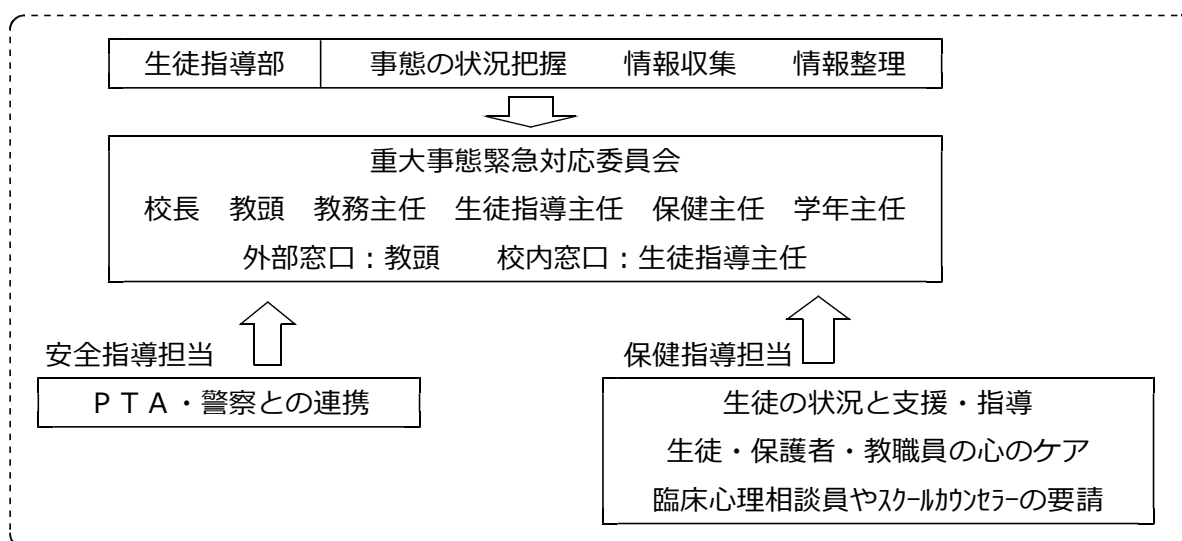 生徒指導部 事態の状況把握 情報収集 情報整理
重大事態緊急対応委員会
校長 教頭 教務主任 生徒指導主任 保健主任 学年主任
外部窓口：教頭 校内窓口：生徒指導主任
安全指導担当
ＰＴＡ・警察との連携
保健指導担当
生徒の状況と支援・指導
生徒・保護者・教職員の心のケア
臨床心理相談員やｽｸｰﾙｶｳﾝｾﾗｰの要請